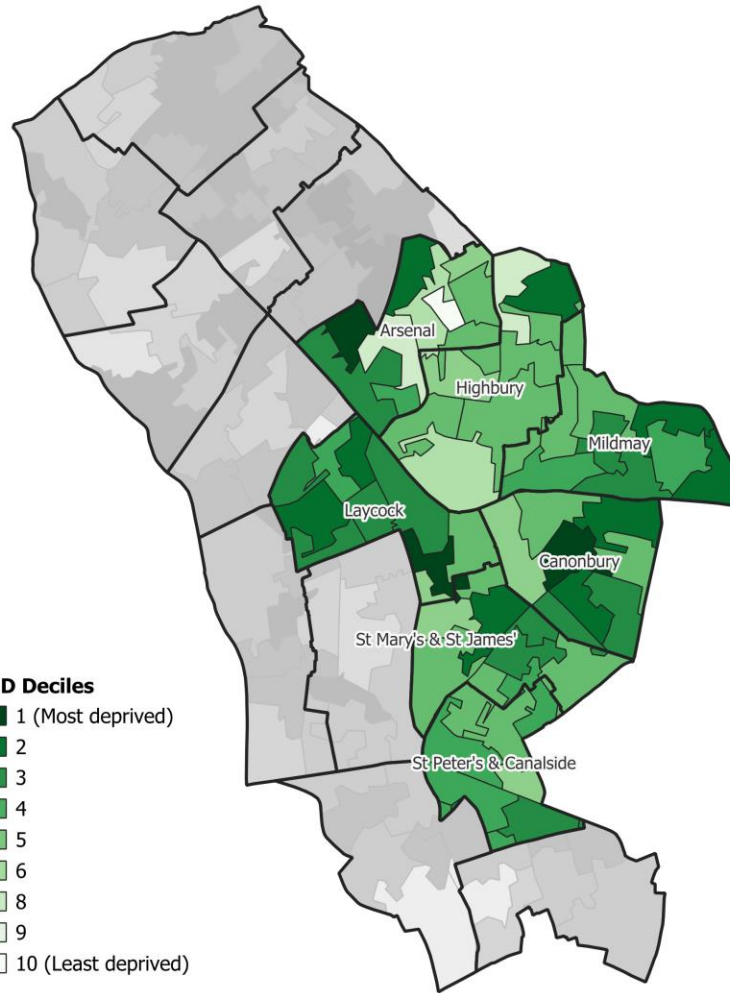 Arsenal
Highbury
Mildmay
Laycock
Canonbury
St Mary's & St James'
St Peter's & Canalside
D Deciles
1 (Most deprived)
2
3
4
5
6
8
9
10 (Least deprived)